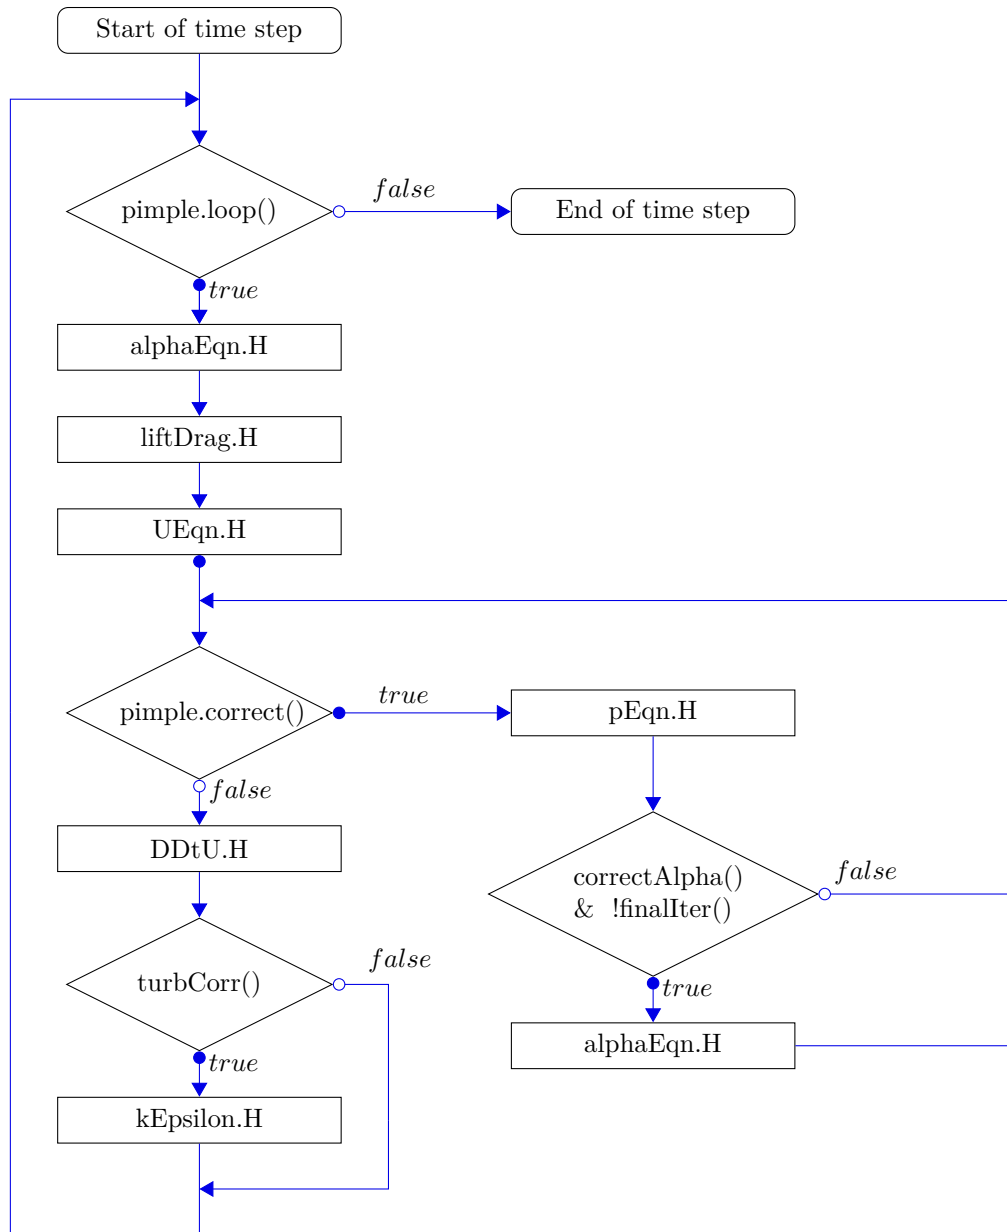 Start of time step
pimple.loop()
false
End of time step
true
alphaEqn.H
liftDrag.H
UEqn.H
pimple.correct()
true
pEqn.H
false
DDtU.H
correctAlpha()
& !finalIter()
false
turbCorr()
false
true
alphaEqn.H
true
kEpsilon.H